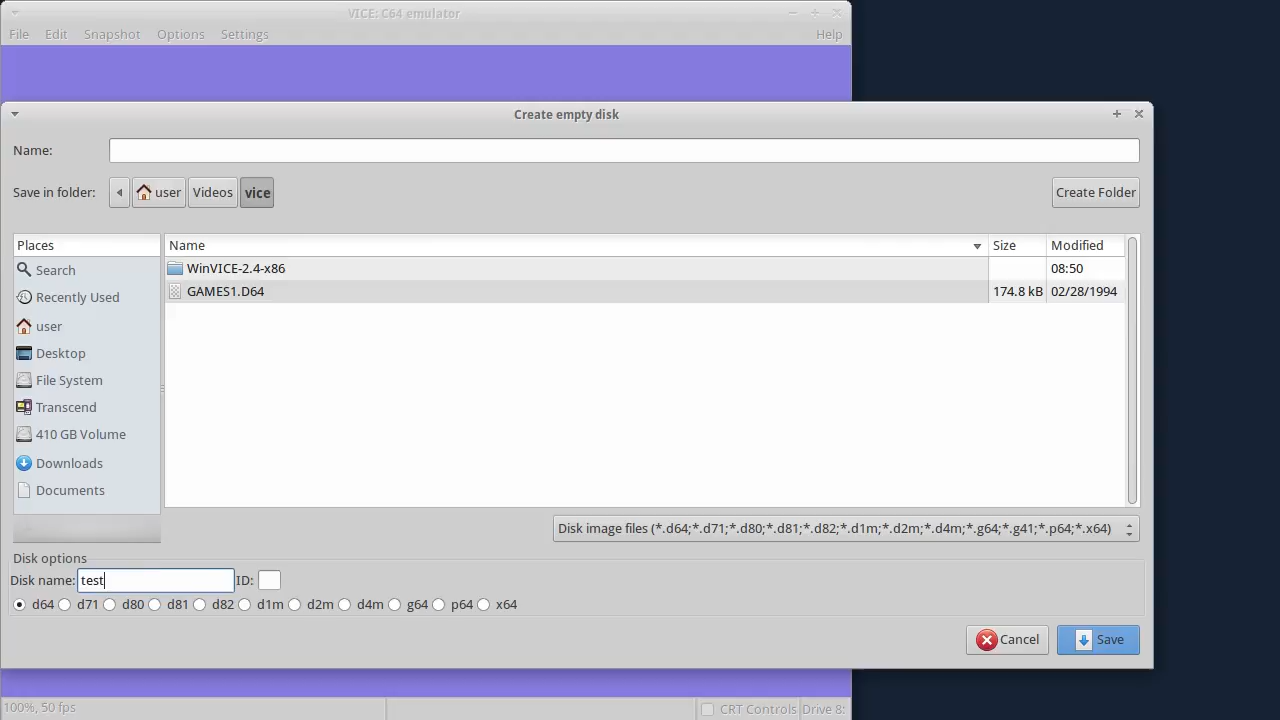 VICE: C64 emulator
File Edit Snapshot Options Settings Help
Create empty disk
Name:
Save in folder: user Videos vice Create Folder
Places Name Size Modified
Search WinVICE-2.4-x86 08:50
Recently Used GAMES1.D64 174.8 kB 02/28/1994
user
Desktop
File System
Transcend
410 GB Volume
Downloads
Documents
Disk image files (*.d64;*.d71;*.d80;*.d81;*.d82;*.d1m;*.d2m;*.d4m;*.g64;*.g41;*.p64;*.x64)
Disk options
Disk name: test ID:
d64 d71 d80 d81 d82 d1m d2m d4m g64 p64 x64
Cancel Save
100%, 50 fps CRT Controls Drive 8: